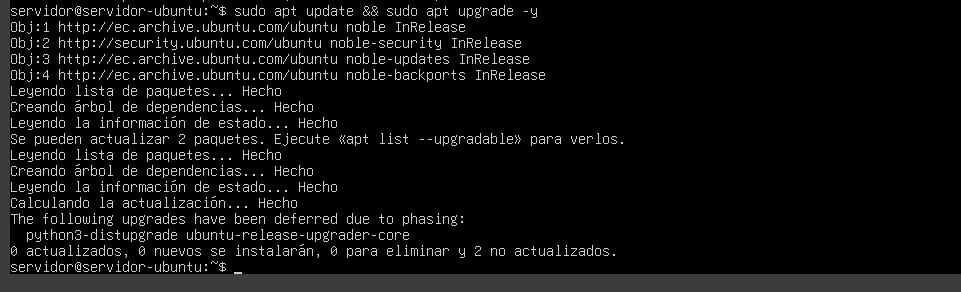 servidor@servidor-ubuntu:~$ sudo apt update && sudo apt upgrade -y
Obj:1 http://ec.archive.ubuntu.com/ubuntu noble InRelease
Obj:2 http://security.ubuntu.com/ubuntu noble-security InRelease
Obj:3 http://ec.archive.ubuntu.com/ubuntu noble-updates InRelease
Obj:4 http://ec.archive.ubuntu.com/ubuntu noble-backports InRelease
Leyendo lista de paquetes... Hecho
Creando árbol de dependencias... Hecho
Leyendo la información de estado... Hecho
Se pueden actualizar 2 paquetes. Ejecute «apt list --upgradable» para verlos.
Leyendo lista de paquetes... Hecho
Creando árbol de dependencias... Hecho
Leyendo la información de estado... Hecho
Calculando la actualización... Hecho
The following upgrades have been deferred due to phasing:
  python3-distupgrade ubuntu-release-upgrader-core
0 actualizados, 0 nuevos se instalarán, 0 para eliminar y 2 no actualizados.
servidor@servidor-ubuntu:~$ _